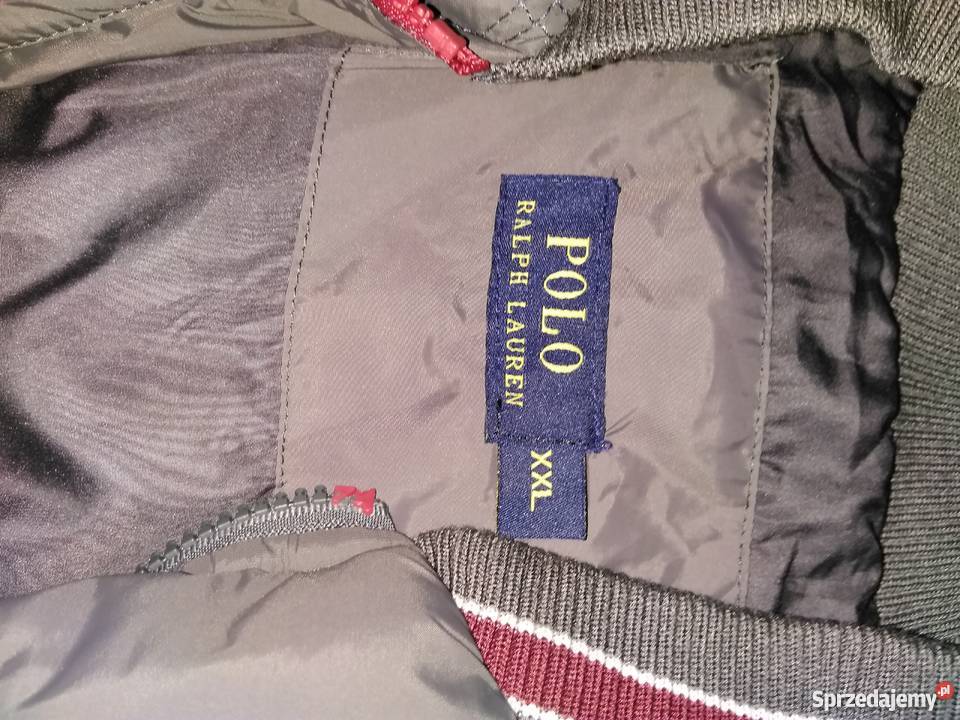 POLO
RALPH LAUREN
XXL
Sprzedajemy.pl